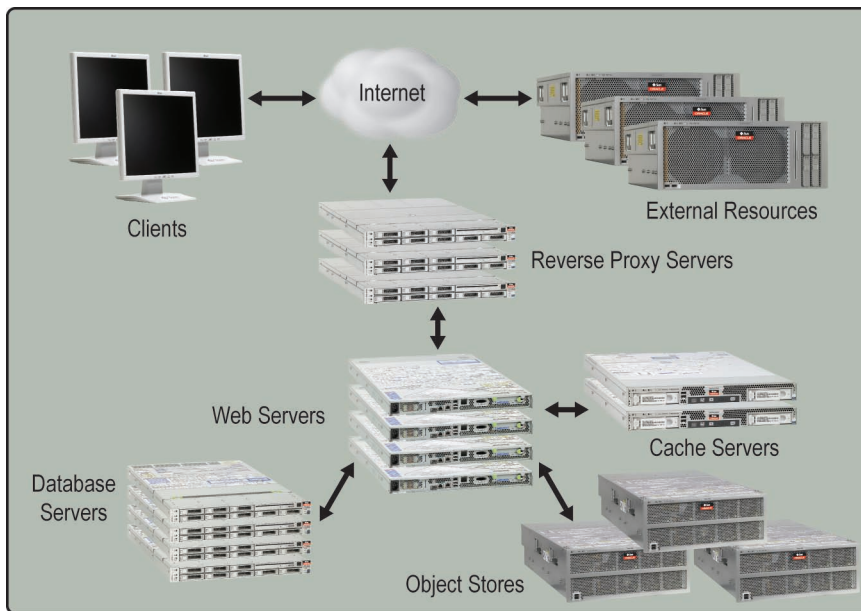 Internet
Clients
External Resources
Reverse Proxy Servers
Web Servers
Cache Servers
Database
Servers
Object Stores